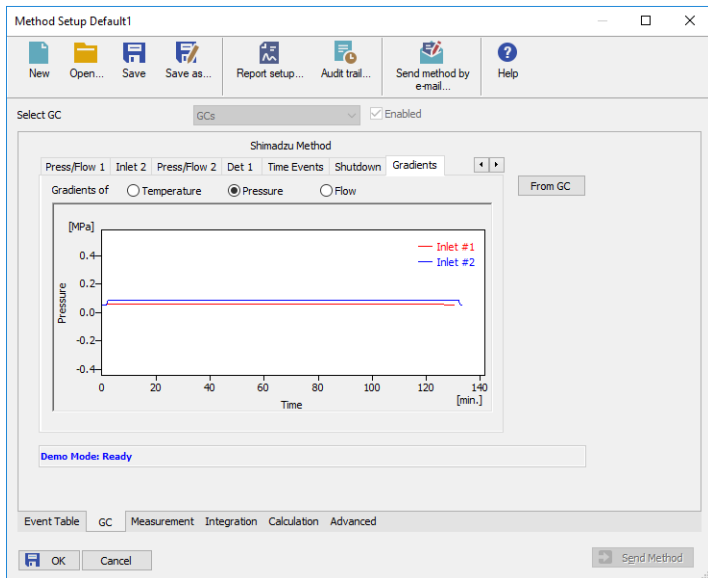 Method Setup Default1
New Open... Save Save as... Report setup... Audit trail... Send method by e-mail... Help
Select GC GCs Enabled
Shimadzu Method
Press/Flow 1 Inlet 2 Press/Flow 2 Det 1 Time Events Shutdown Gradients
From GC
Gradients of Temperature Pressure Flow
[MPa]
Inlet #1
Inlet #2
0.4
0.2
0.0
-0.2
-0.4
Pressure
0 20 40 60 80 100 120 140
Time [min.]
Demo Mode: Ready
Event Table GC Measurement Integration Calculation Advanced
OK Cancel Send Method